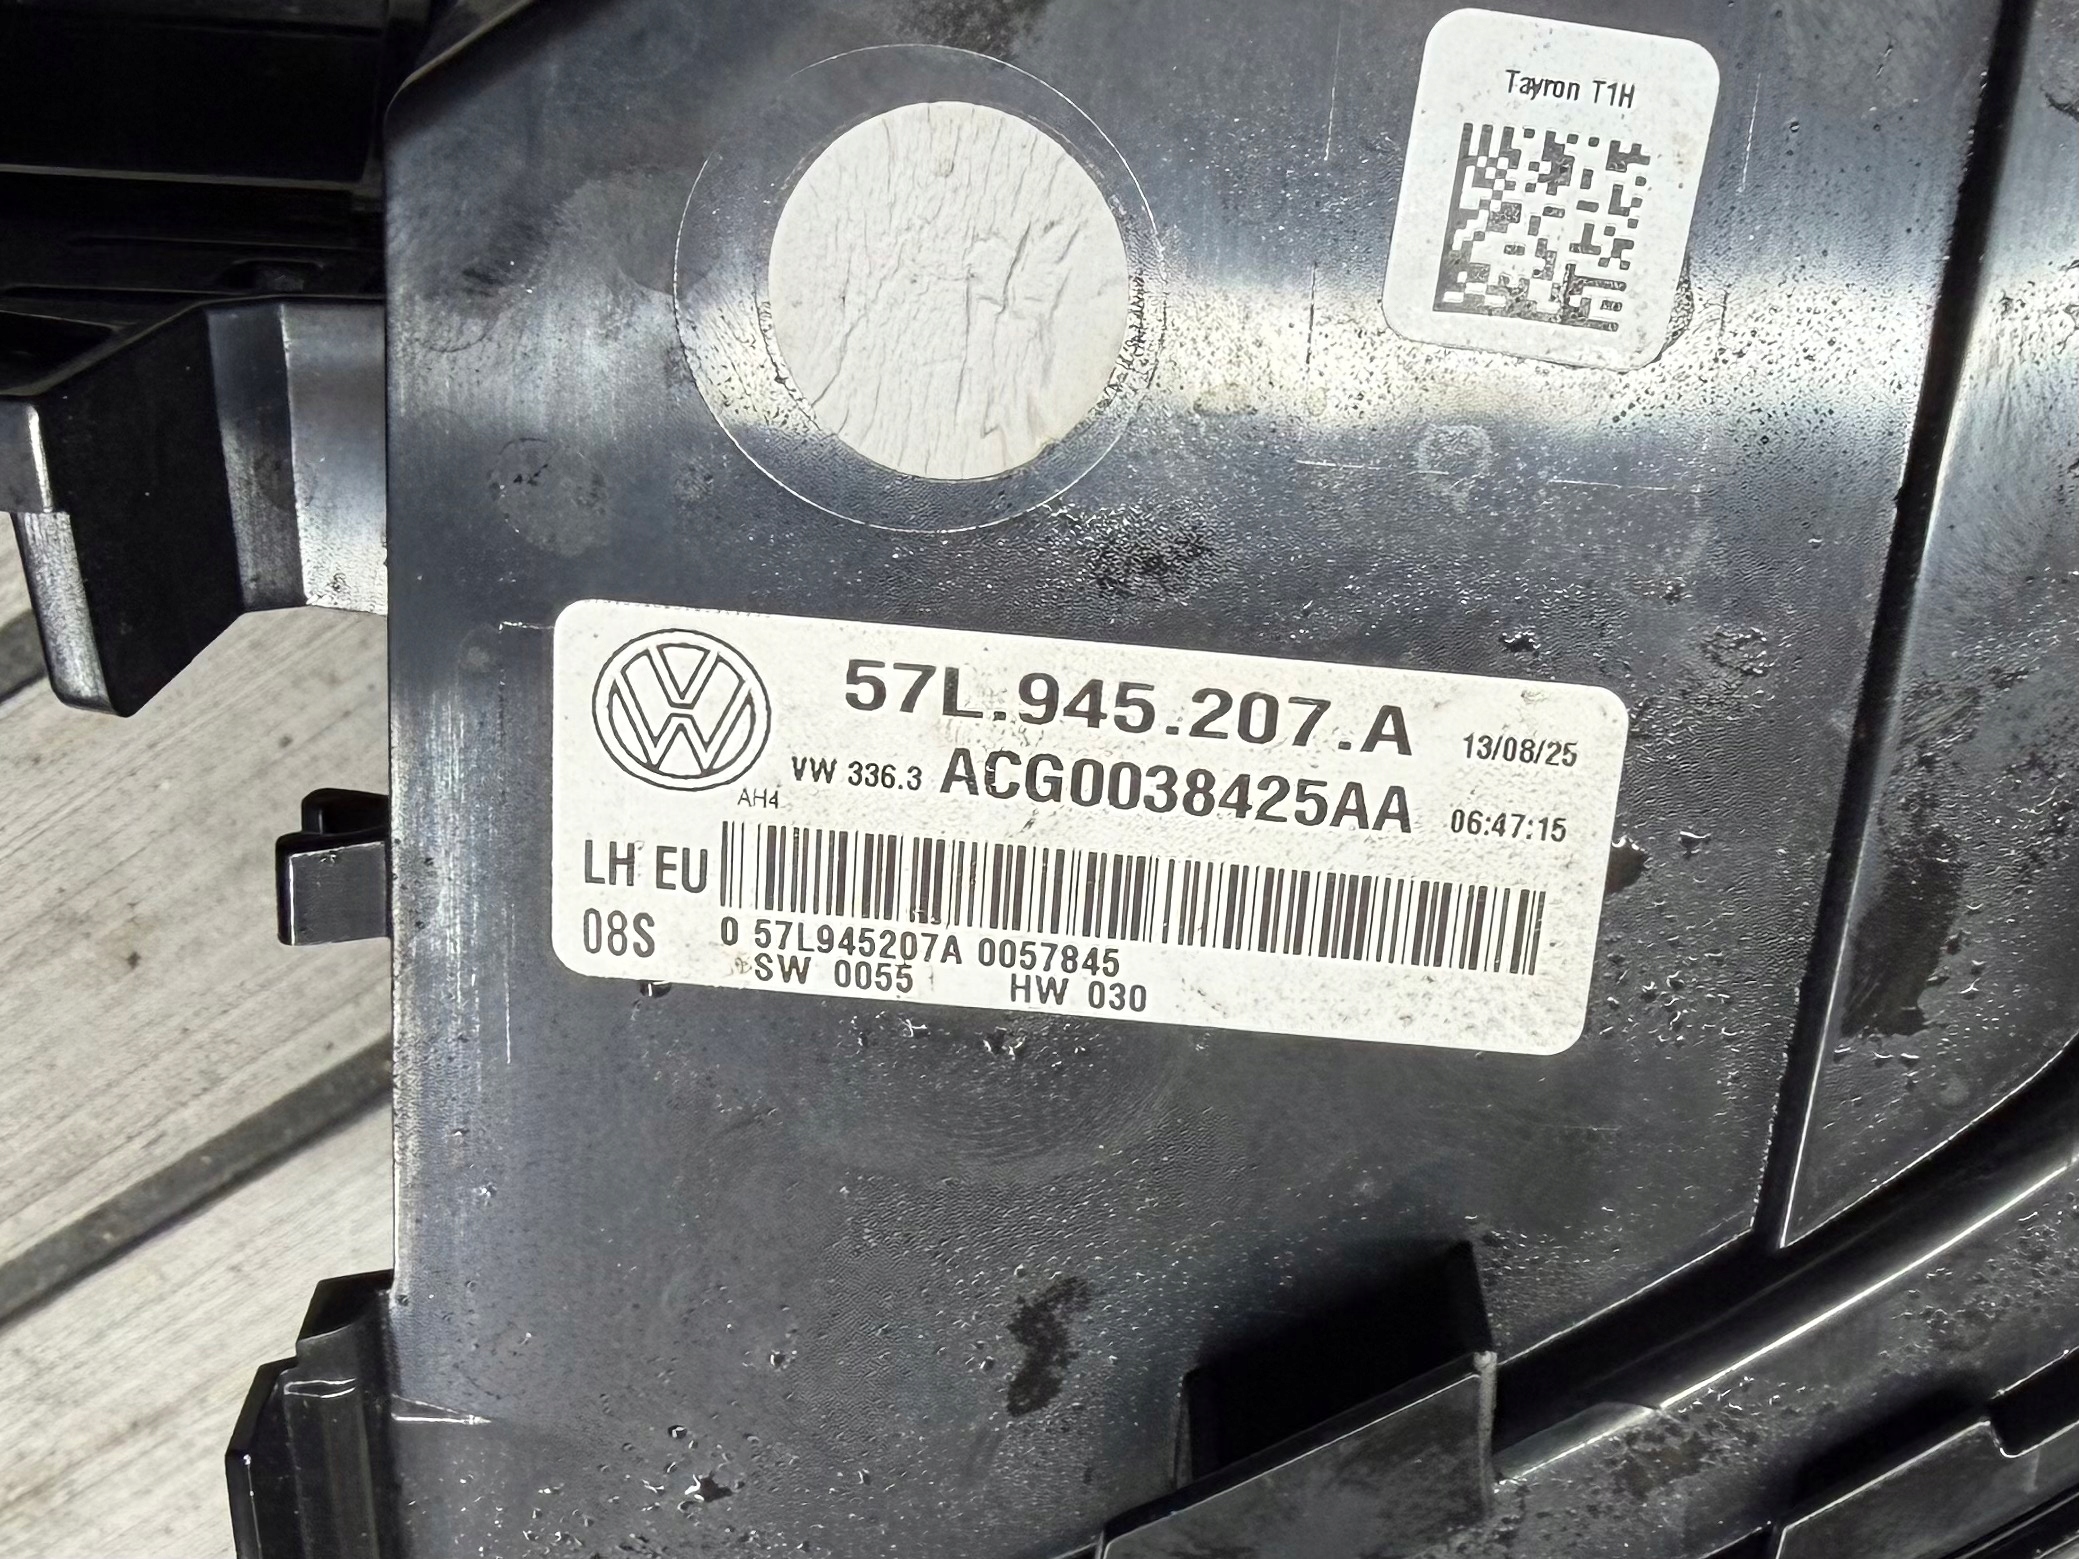 Tayron T1H
57L.945.207.A 13/08/25
VW 336.3 ACG0038425AA 06:47:15
AH4
LH EU
08S 0 57L945207A 0057845
SW 0055 HW 030